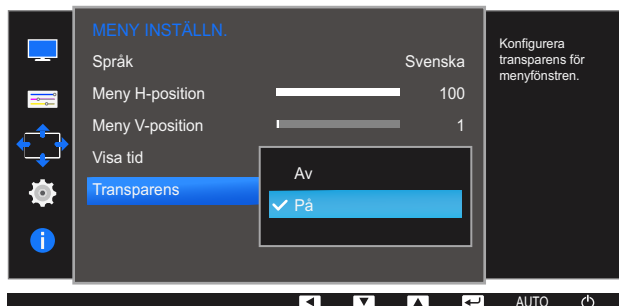 MENY INSTÄLLN.
Språk Svenska
Meny H-position 100
Meny V-position 1
Visa tid
Transparens
Av
På
Konfigurera
transparens för
menyfönstren.
AUTO